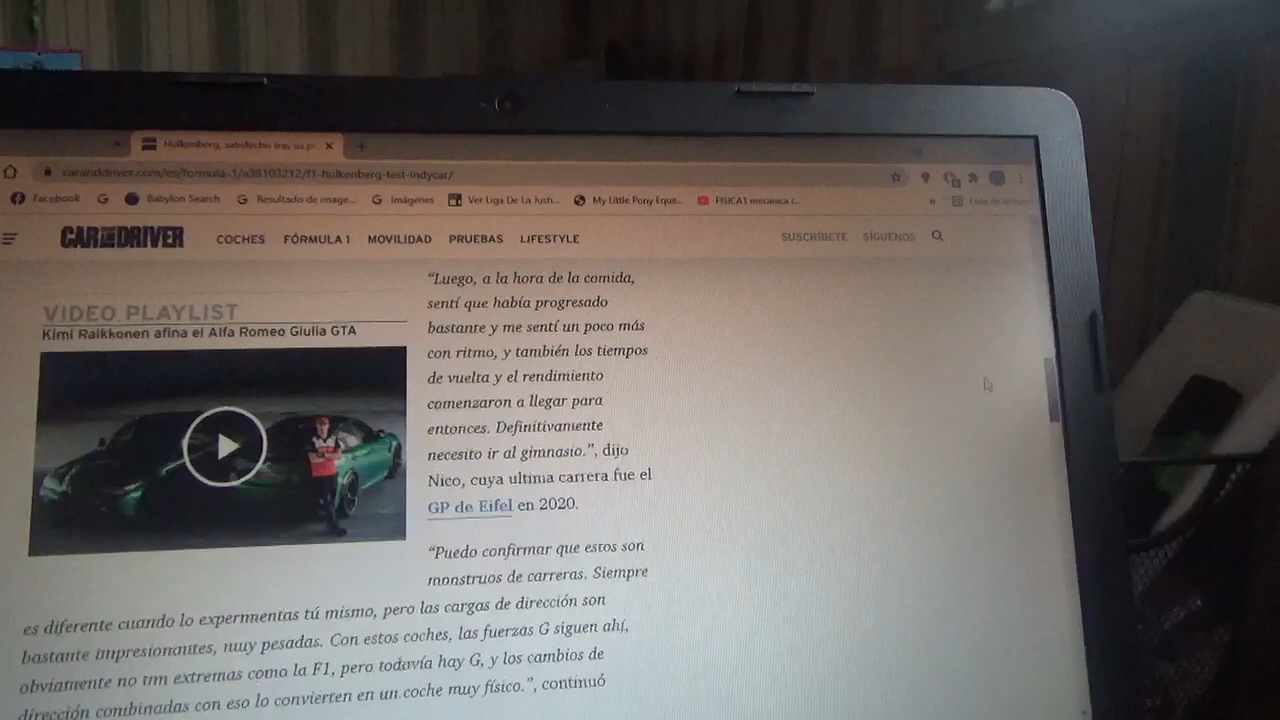 Hulkenberg, satisfecho tras su pr
caranddriver.com/es/formula-1/a38103212/f1-hulkenberg-test-indycar/
Facebook
Babylon Search
Resultado de image...
Imágenes
Ver Liga De La Justi...
My Little Pony Eque...
FISICA1 mecanica c...
»
CAR AND DRIVER
COCHES
FÓRMULA 1
MOVILIDAD
PRUEBAS
LIFESTYLE
SUSCRÍBETE
SÍGUENOS
VIDEO PLAYLIST
Kimi Raikkonen afina el Alfa Romeo Giulia GTA
“Luego, a la hora de la comida,
sentí que había progresado
bastante y me sentí un poco más
con ritmo, y también los tiempos
de vuelta y el rendimiento
comenzaron a llegar para
entonces. Definitivamente
necesito ir al gimnasio.”, dijo
Nico, cuya ultima carrera fue el
GP de Eifel en 2020.
“Puedo confirmar que estos son
monstruos de carreras. Siempre
es diferente cuando lo experimentas tú mismo, pero las cargas de dirección son
bastante impresionantes, muy pesadas. Con estos coches, las fuerzas G siguen ahí,
obviamente no tan extremas como la F1, pero todavía hay G, y los cambios de
dirección combinadas con eso lo convierten en un coche muy físico.”, continuó